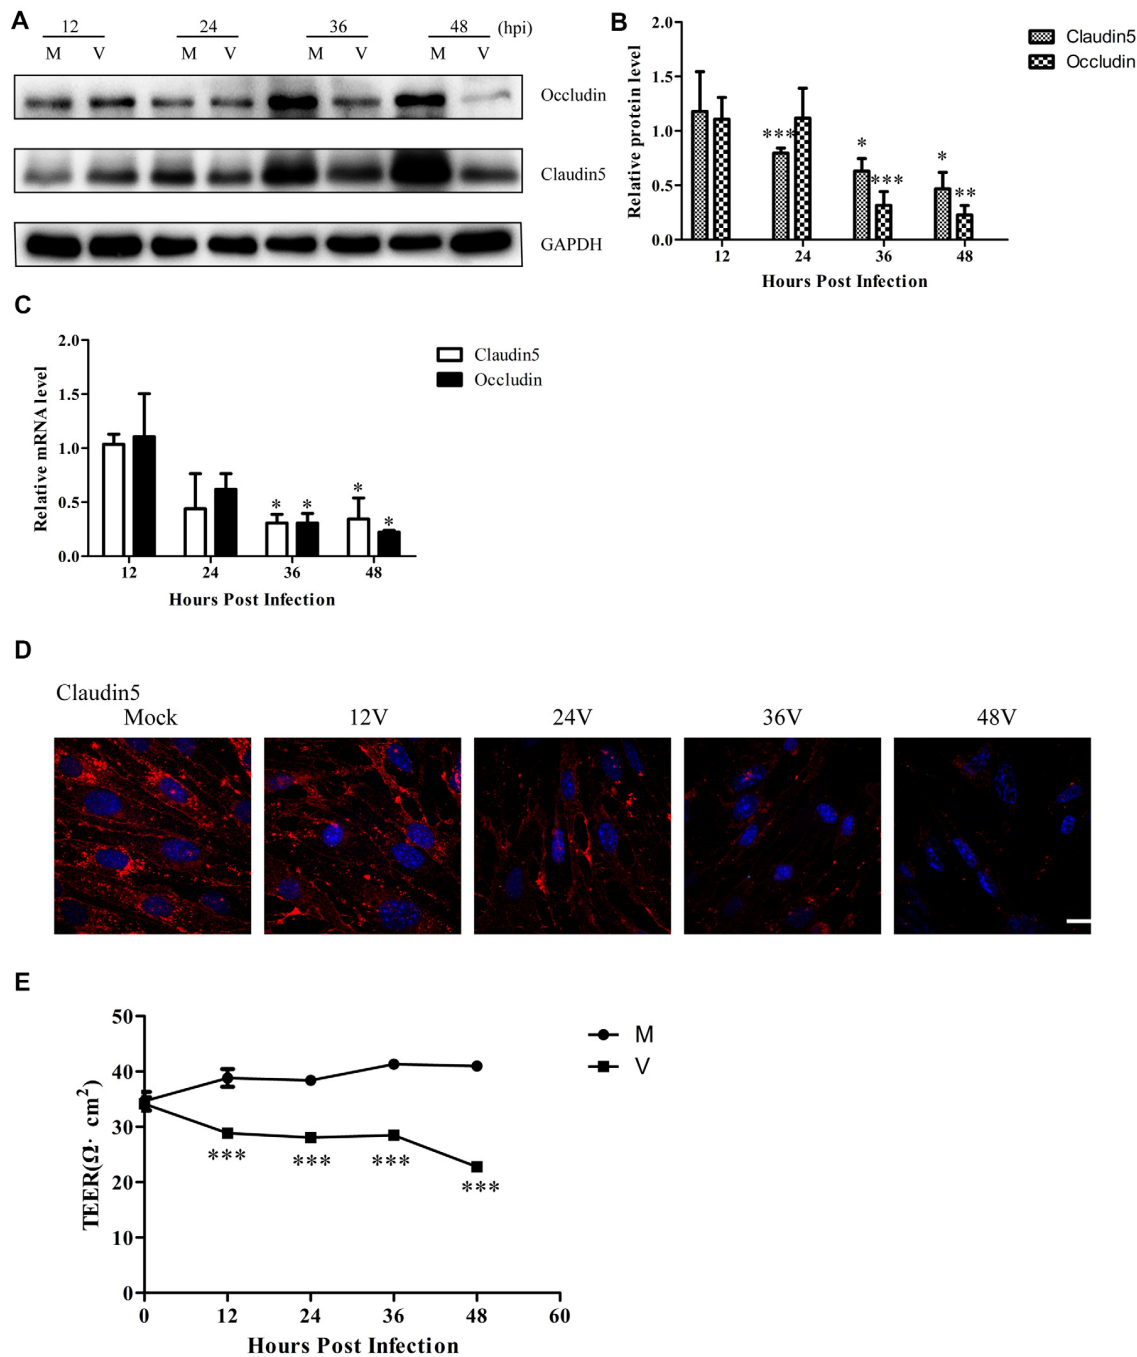 A
12 24 36 48 (hpi)
M V M V M V M V
Occludin
Claudin5
GAPDH
B
Relative protein level
2.0
1.5
1.0
0.5
0.0
***
*
***
*
**
12 24 36 48
Hours Post Infection
Claudin5
Occludin
C
Relative mRNA level
2.0
1.5
1.0
0.5
0.0
* *
*
*
12 24 36 48
Hours Post Infection
Claudin5
Occludin
D
Claudin5
Mock 12V 24V 36V 48V
E
TEER(Ω· cm²)
50
40
30
20
10
0
*** *** *** ***
0 12 24 36 48 60
Hours Post Infection
M
V